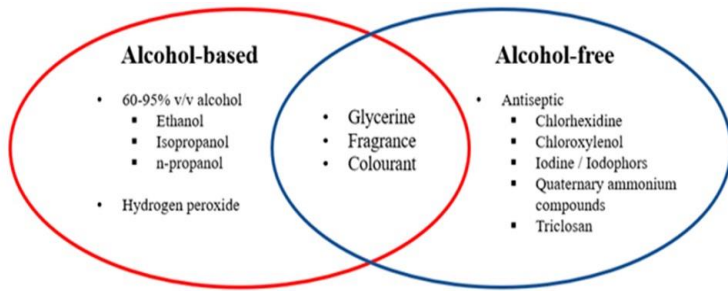 Alcohol-based
• 60-95% v/v alcohol
▪ Ethanol
▪ Isopropanol
▪ n-propanol
• Hydrogen peroxide
• Glycerine
• Fragrance
• Colourant
Alcohol-free
• Antiseptic
▪ Chlorhexidine
▪ Chloroxylenol
▪ Iodine / Iodophors
▪ Quaternary ammonium
compounds
▪ Triclosan